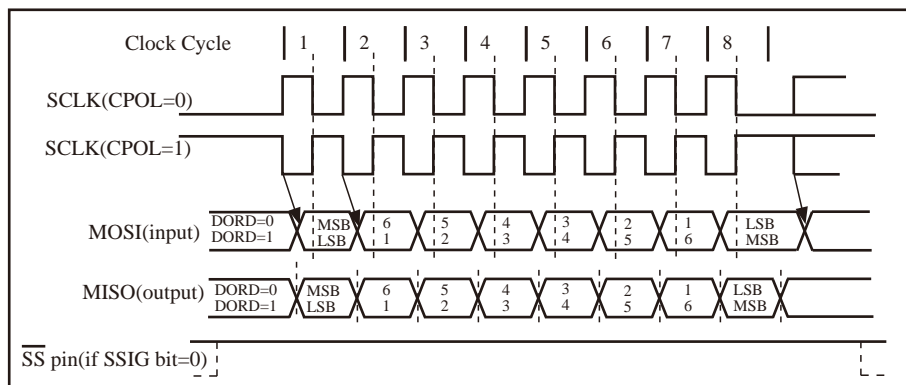 Clock Cycle 1 2 3 4 5 6 7 8
SCLK(CPOL=0)
SCLK(CPOL=1)
MOSI(input) DORD=0 MSB 6 5 4 3 2 1 LSB
DORD=1 LSB 1 2 3 4 5 6 MSB
MISO(output) DORD=0 MSB 6 5 4 3 2 1 LSB
DORD=1 LSB 1 2 3 4 5 6 MSB
SS pin(if SSIG bit=0)